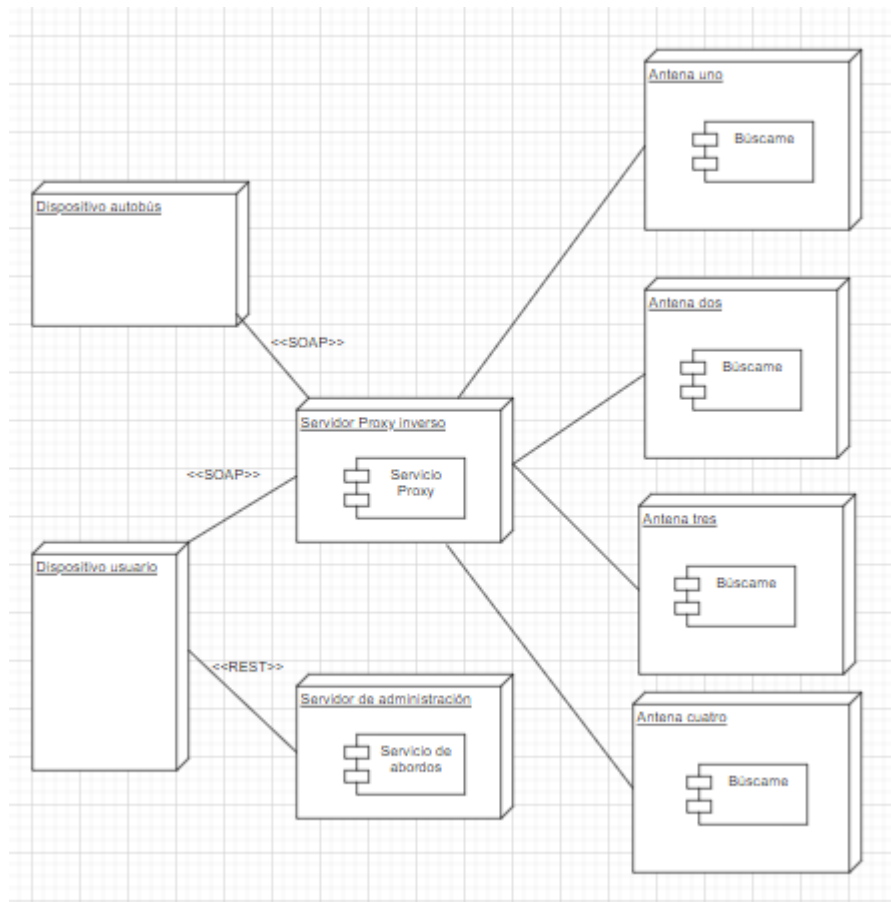 Antena uno
Búscame
Dispositivo autobús
Antena dos
<<SOAP>>
Búscame
Servidor Proxy inverso
<<SOAP>>
Servicio
Proxy
Antena tres
Dispositivo usuario
Búscame
<<REST>>
Servidor de administración
Antena cuatro
Servicio de
abordos
Búscame